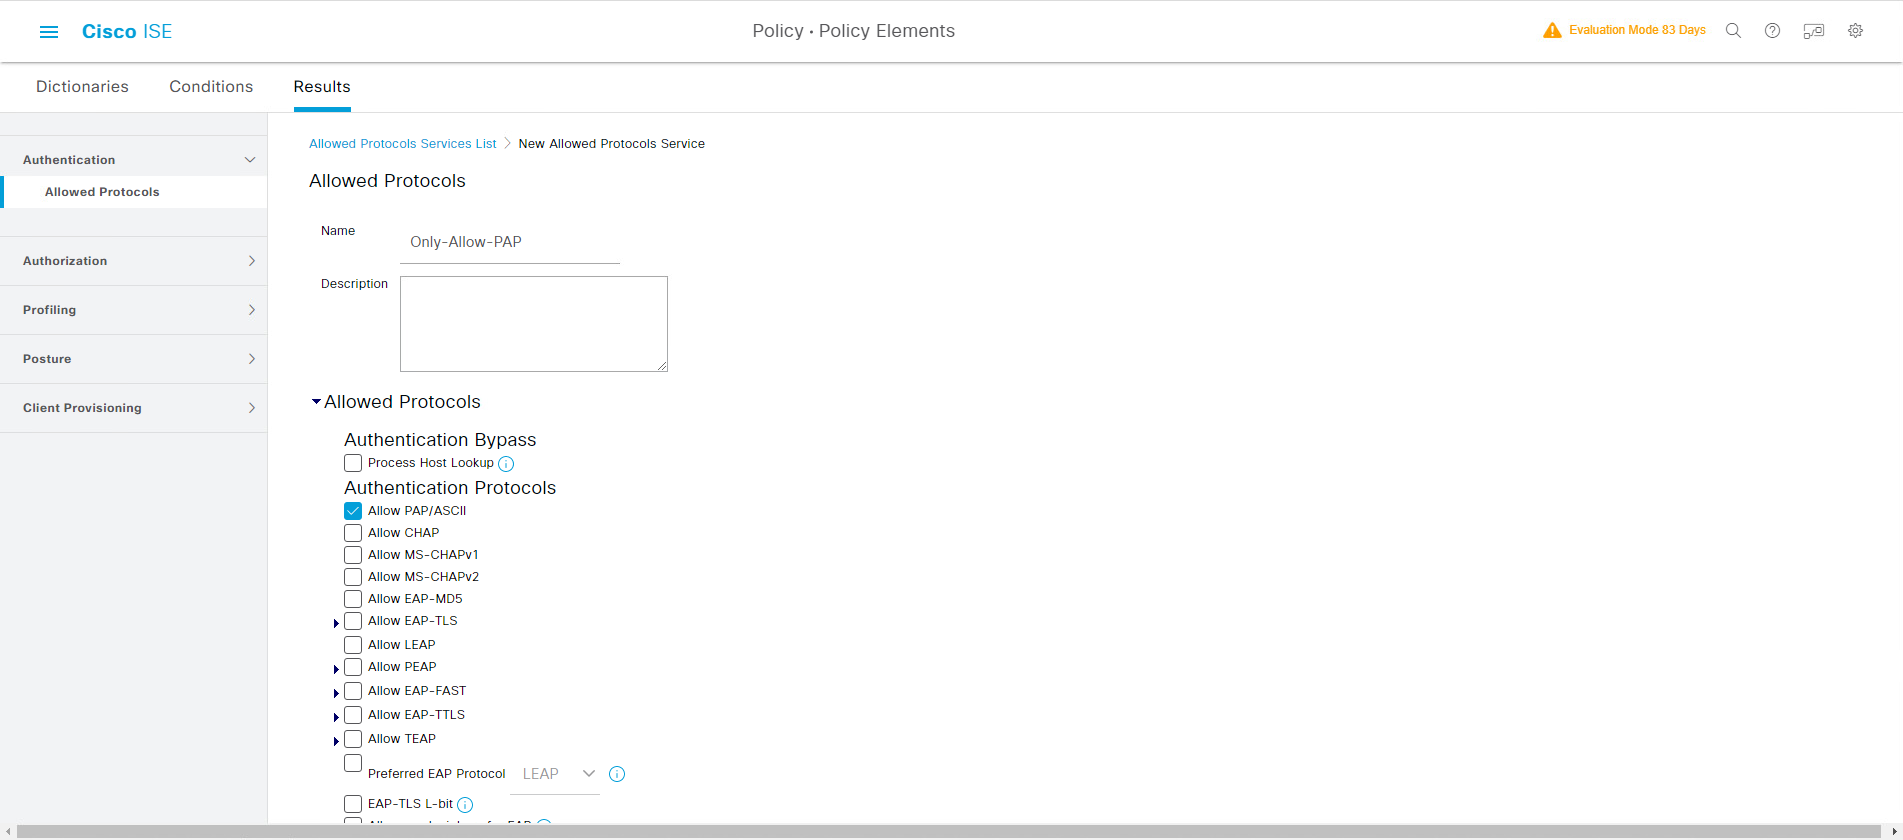 Cisco ISE
Policy · Policy Elements
Evaluation Mode 83 Days
Dictionaries
Conditions
Results
Authentication
Allowed Protocols
Authorization
Profiling
Posture
Client Provisioning
Allowed Protocols Services List > New Allowed Protocols Service
Allowed Protocols
Name
Only-Allow-PAP
Description
Allowed Protocols
Authentication Bypass
Process Host Lookup
Authentication Protocols
Allow PAP/ASCII
Allow CHAP
Allow MS-CHAPv1
Allow MS-CHAPv2
Allow EAP-MD5
Allow EAP-TLS
Allow LEAP
Allow PEAP
Allow EAP-FAST
Allow EAP-TTLS
Allow TEAP
Preferred EAP Protocol LEAP
EAP-TLS L-bit